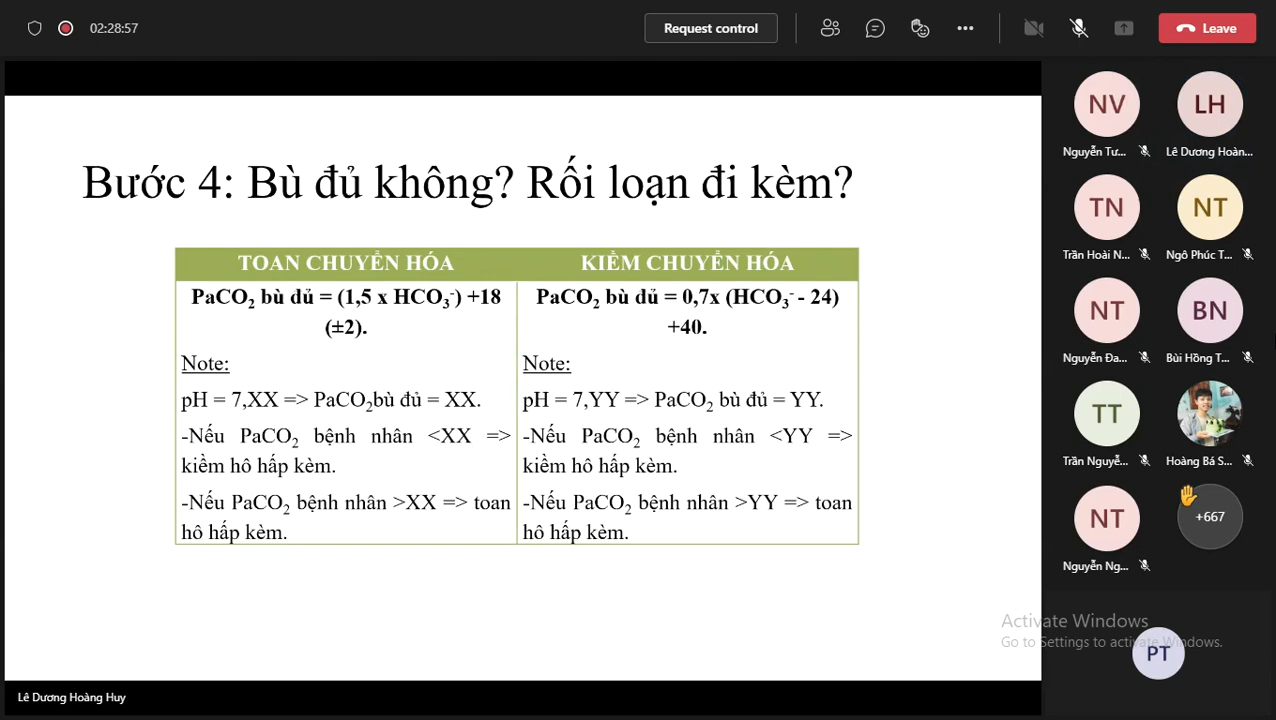 02:28:57
Request control
Leave
Bước 4: Bù đủ không? Rối loạn đi kèm?
TOAN CHUYỂN HÓA
KIỀM CHUYỂN HÓA
PaCO₂ bù đủ = (1,5 x HCO₃⁻) +18
(±2).
Note:
pH = 7,XX => PaCO₂bù đủ = XX.
-Nếu PaCO₂ bệnh nhân <XX =>
kiềm hô hấp kèm.
-Nếu PaCO₂ bệnh nhân >XX => toan
hô hấp kèm.
PaCO₂ bù đủ = 0,7x (HCO₃⁻ - 24)
+40.
Note:
pH = 7,YY => PaCO₂ bù đủ = YY.
-Nếu PaCO₂ bệnh nhân <YY =>
kiềm hô hấp kèm.
-Nếu PaCO₂ bệnh nhân >YY => toan
hô hấp kèm.
NV
LH
Nguyễn Tư...
Lê Dương Hoàn...
TN
NT
Trần Hoài N...
Ngô Phúc T...
NT
BN
Nguyễn Đa...
Bùi Hồng T...
TT
Trần Nguyễ...
Hoàng Bá S...
NT
+667
Nguyễn Ng...
Activate Windows
Go to Settings to activate Windows.
PT
Lê Dương Hoàng Huy